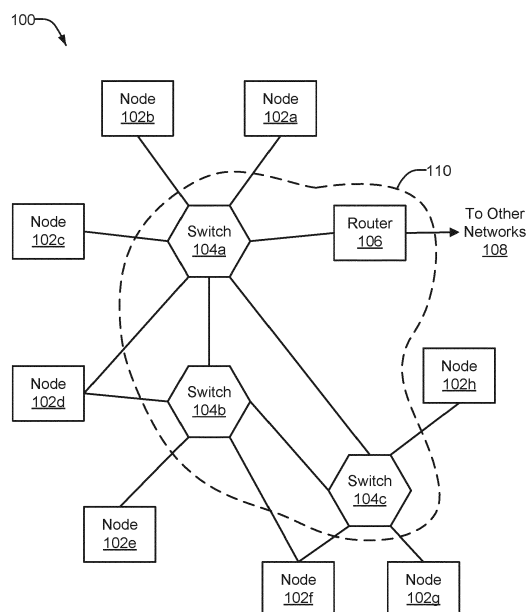 100
Node
102b
Node
102a
110
Node
102c
Switch
104a
Router
106
To Other
Networks
108
Node
102d
Switch
104b
Node
102h
Switch
104c
Node
102e
Node
102f
Node
102g